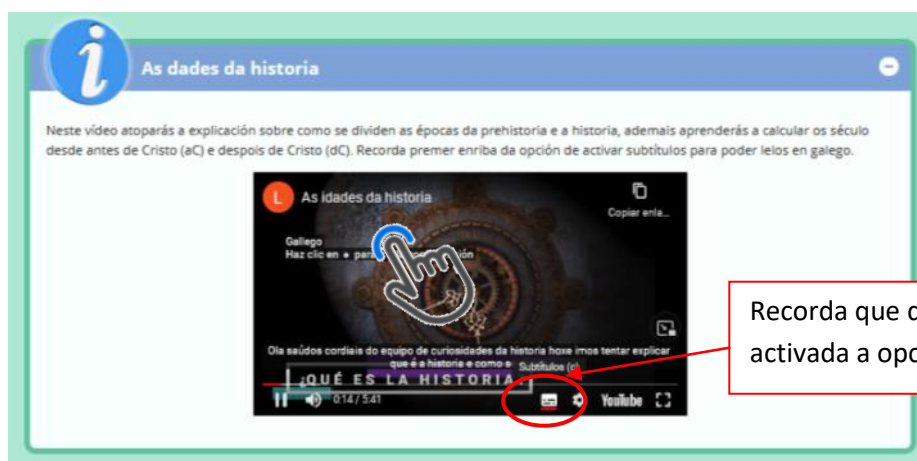 As dades da historia
Neste vídeo atoparás a explicación sobre como se dividen as épocas da prehistoria e a historia, ademais aprenderás a calcular os século
desde antes de Cristo (aC) e despois de Cristo (dC). Recorda premer enriba da opción de activar subtítulos para poder lelos en galego.
L As idades da historia
Copiar enla...
Gallego
Haz clic en
Ola saúdos cordiais do equipo de curiosidades da historia hoxe imos tentar explicar
que é a historia e como s
Subtítulos (c)
¿QUÉ ES LA HISTORIA?
0:14 / 5:41
YouTube
Recorda que
activada a